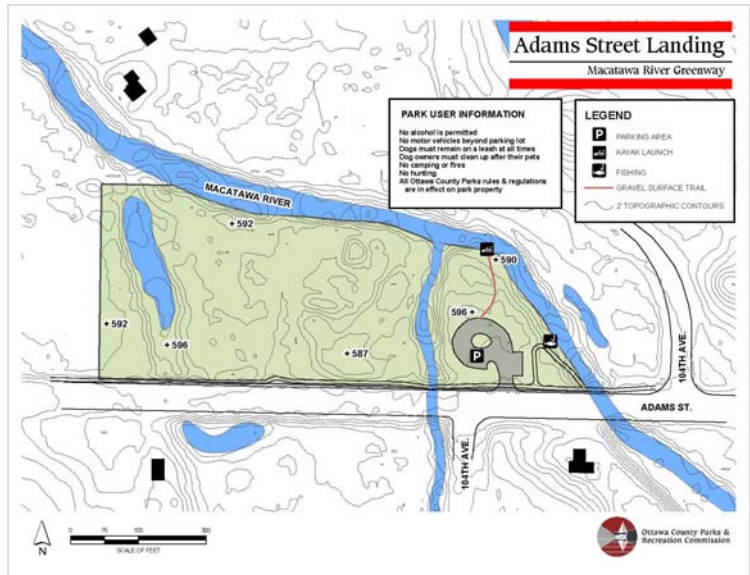 Adams Street Landing
Macatawa River Greenway
PARK USER INFORMATION
No alcohol is permitted
No motor vehicles beyond parking lot
Dogs must remain on a leash at all times
Dog owners must clean up after their pets
No camping or fires
No hunting
All Ottawa County Parks rules & regulations
are in effect on park property
LEGEND
P PARKING AREA
KAYAK LAUNCH
FISHING
GRAVEL SURFACE TRAIL
2' TOPOGRAPHIC CONTOURS
MACATAWA RIVER
+ 592
+ 590
596 +
+ 592
+ 596
+ 587
P
104TH AVE.
ADAMS ST.
104TH AVE.
N
0 75 150 300
SCALE OF FEET
Ottawa County Parks &
Recreation Commission